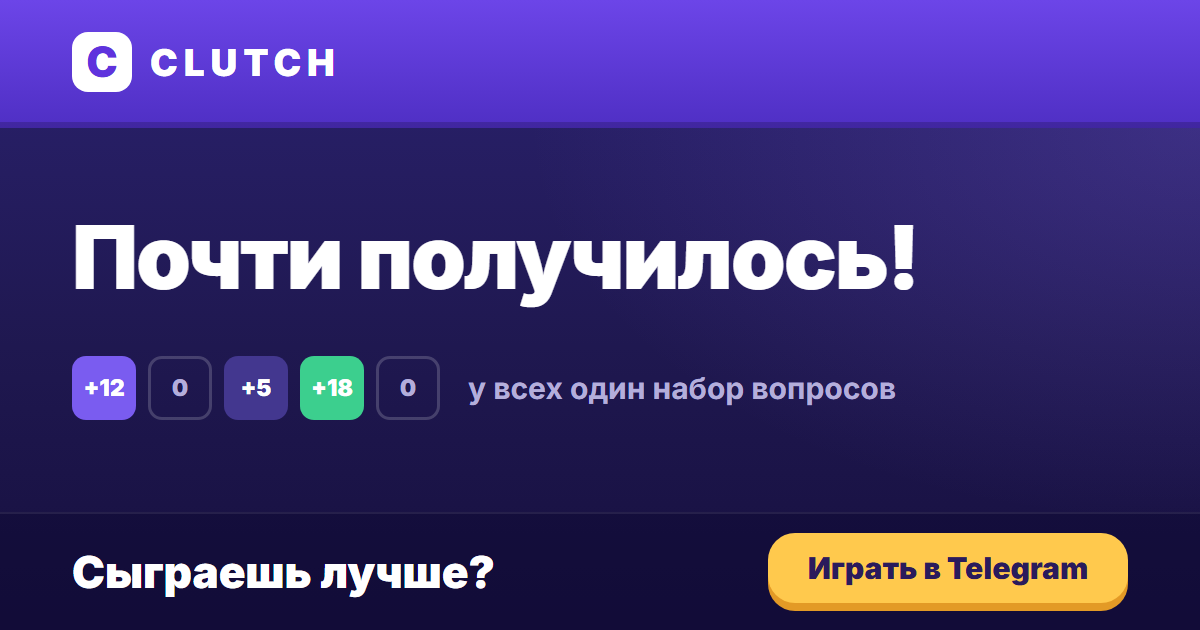 C CLUTCH
Почти получилось!
+12 0 +5 +18 0 у всех один набор вопросов
Сыграешь лучше? Играть в Telegram